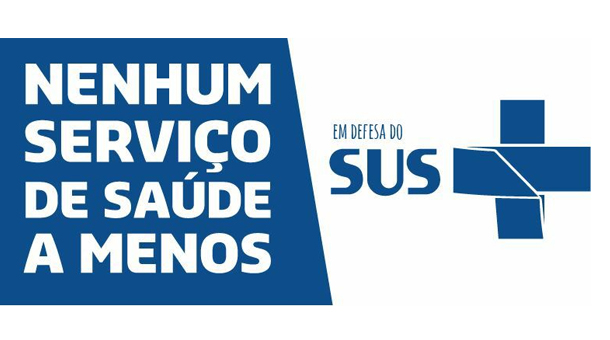 NENHUM
SERVIÇO
DE SAÚDE
A MENOS
EM DEFESA DO
SUS